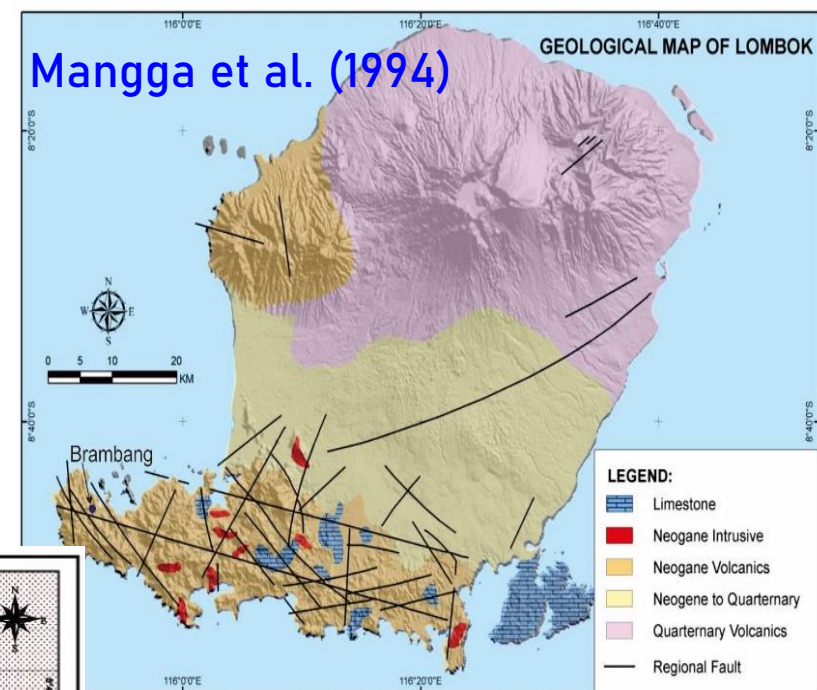 116°0'0"E 116°20'0"E 116°40'0"E
Mangga et al. (1994)
GEOLOGICAL MAP OF LOMBOK
8°20'0"S 8°20'0"S
N
W E
S
0 5 10 20
KM
8°40'0"S 8°40'0"S
Brambang
LEGEND:
Limestone
Neogane Intrusive
Neogane Volcanics
Neogene to Quarternary
Quarternary Volcanics
Regional Fault
N
S
116°0'0"E 116°20'0"E